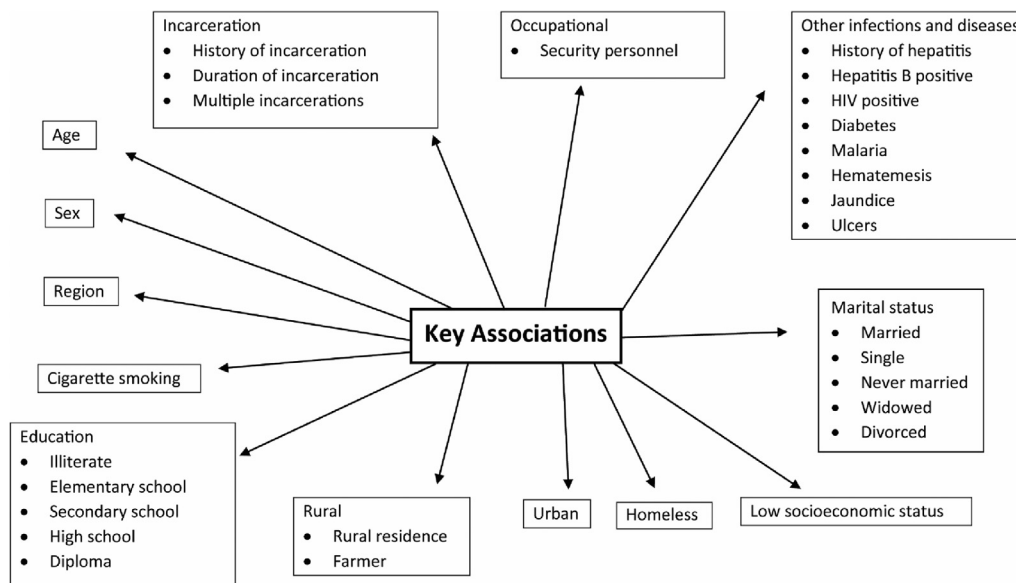 Incarceration
• History of incarceration
• Duration of incarceration
• Multiple incarcerations
Occupational
• Security personnel
Other infections and diseases
• History of hepatitis
• Hepatitis B positive
• HIV positive
• Diabetes
• Malaria
• Hematemesis
• Jaundice
• Ulcers
Age
Sex
Region
Cigarette smoking
Key Associations
Marital status
• Married
• Single
• Never married
• Widowed
• Divorced
Education
• Illiterate
• Elementary school
• Secondary school
• High school
• Diploma
Rural
• Rural residence
• Farmer
Urban
Homeless
Low socioeconomic status